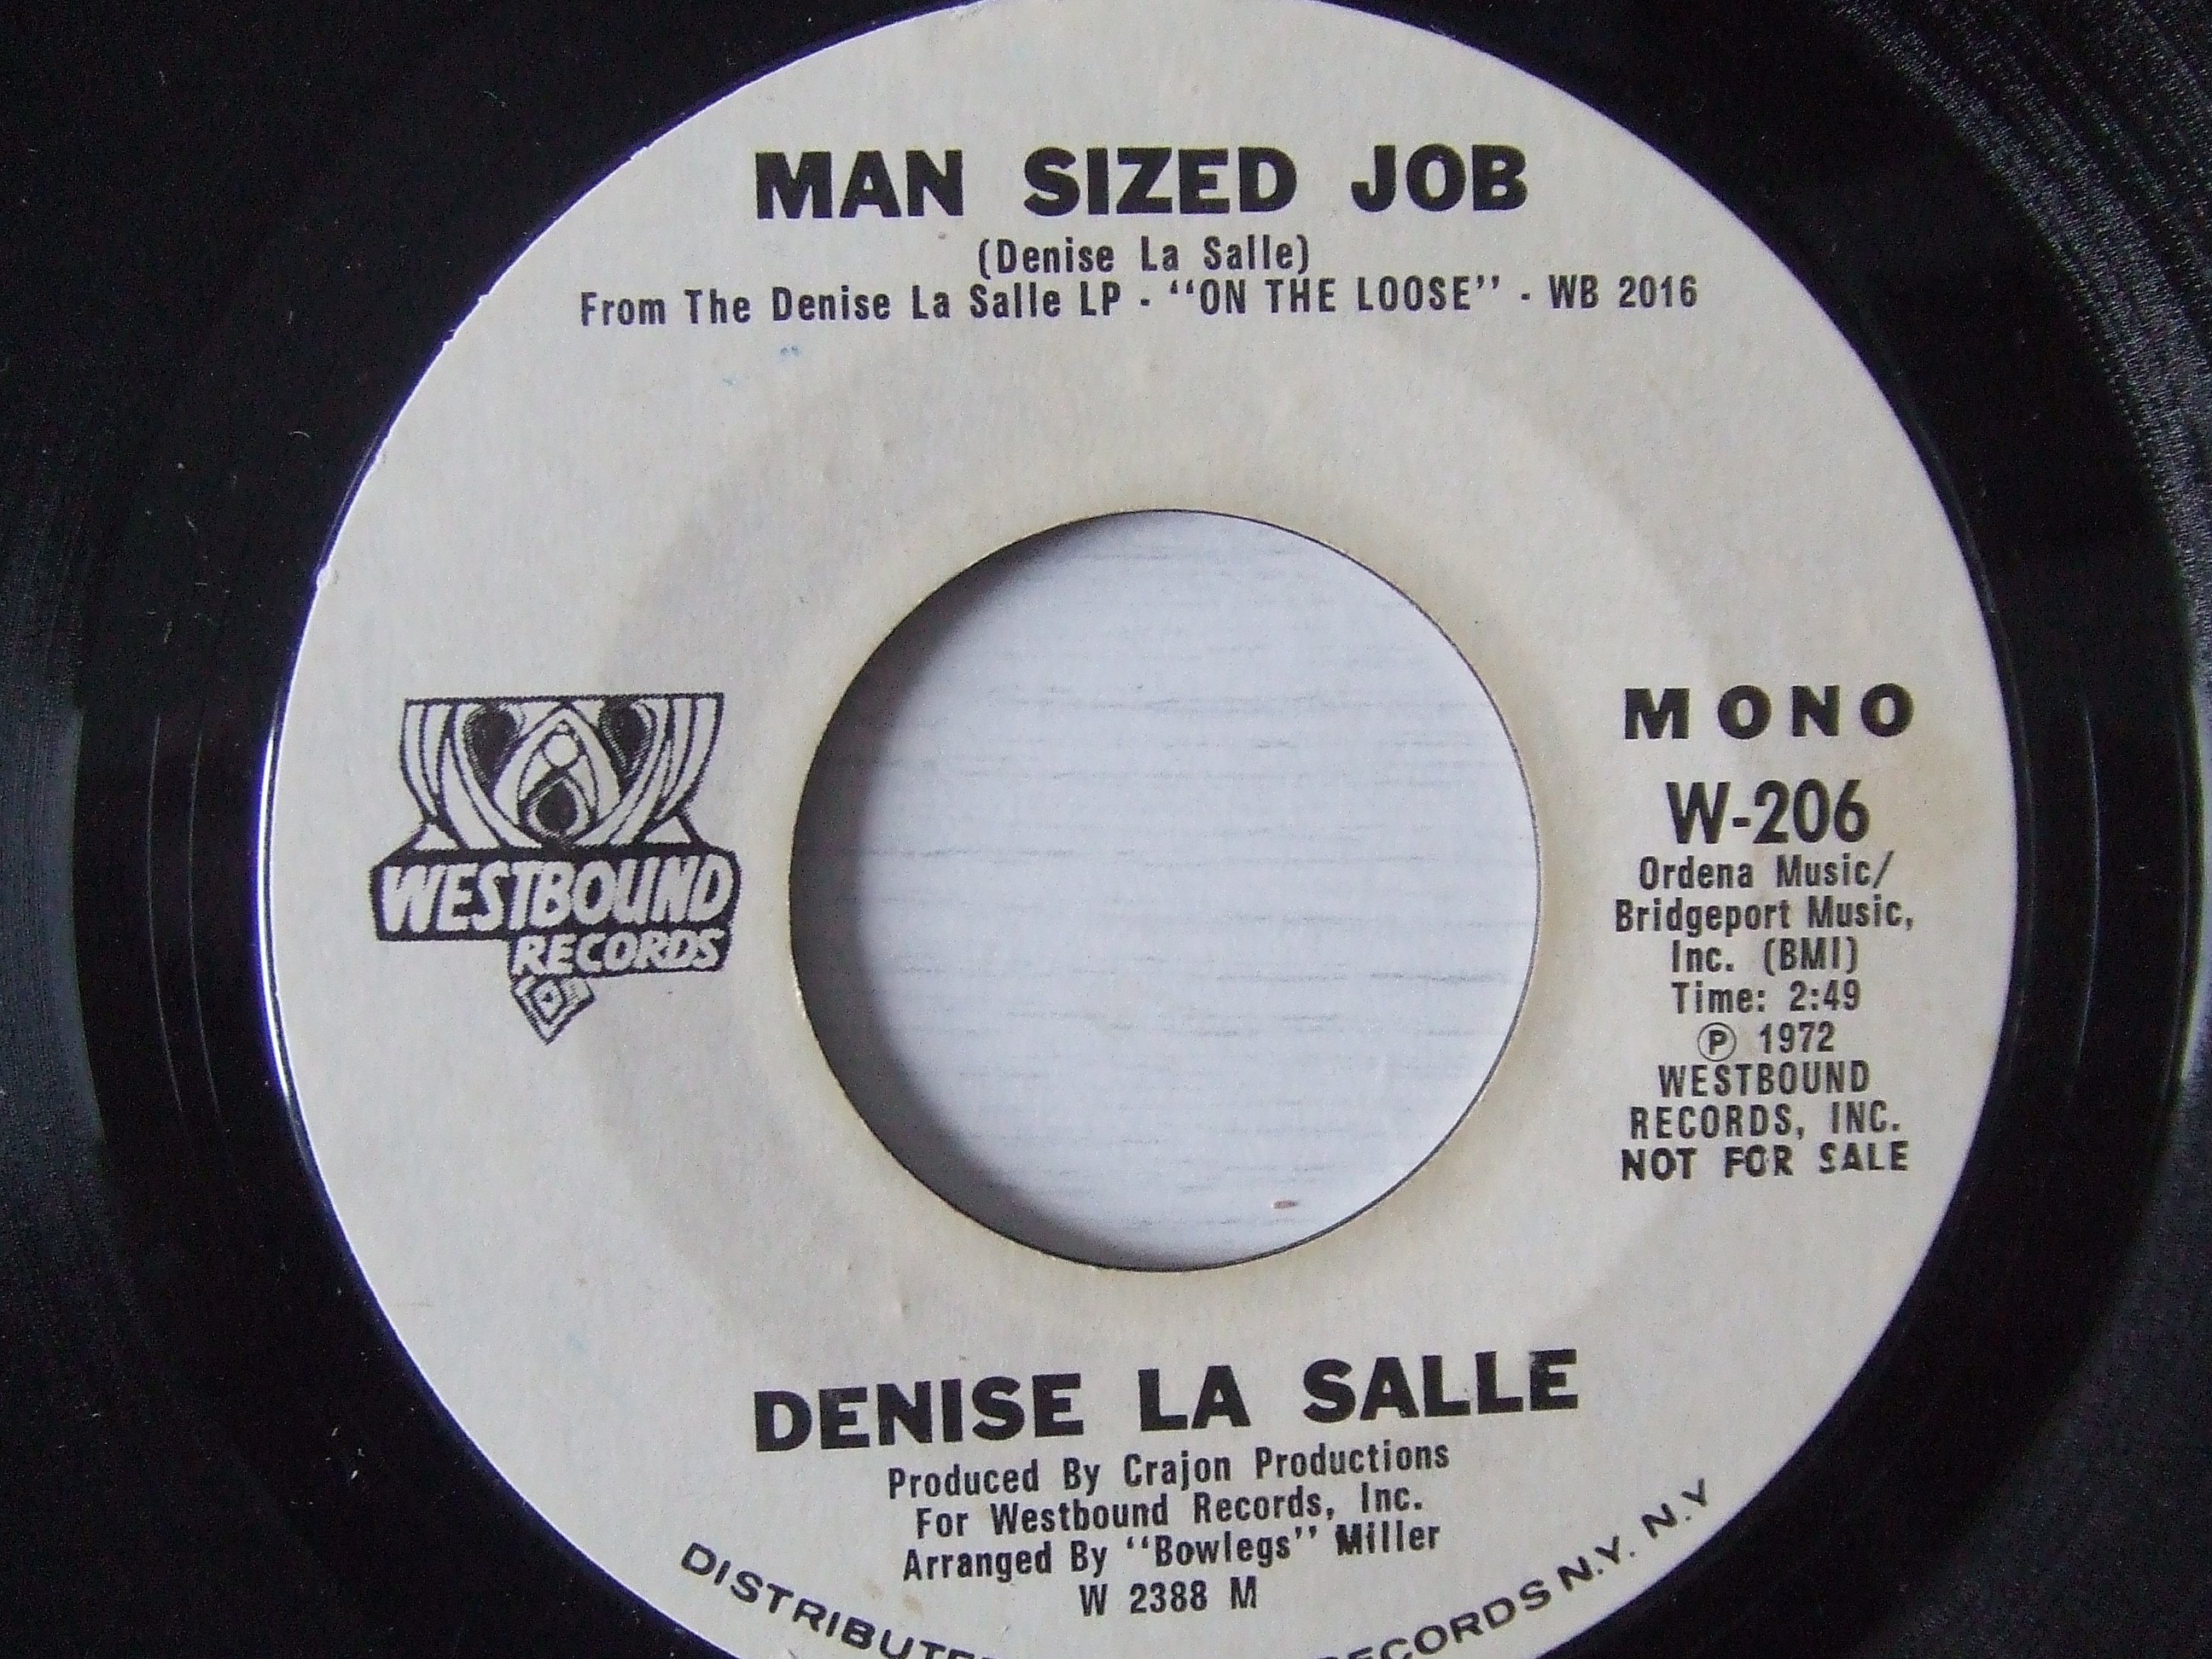 MAN SIZED JOB
(Denise La Salle)
From The Denise La Salle LP - "ON THE LOOSE" - WB 2016
WESTBOUND
RECORDS
MONO
W-206
Ordena Music/
Bridgeport Music,
Inc. (BMI)
Time: 2:49
Ⓟ 1972
WESTBOUND
RECORDS, INC.
NOT FOR SALE
DENISE LA SALLE
Produced By Crajon Productions
For Westbound Records, Inc.
Arranged By "Bowlegs" Miller
W 2388 M
RECORDS N.Y. N.Y